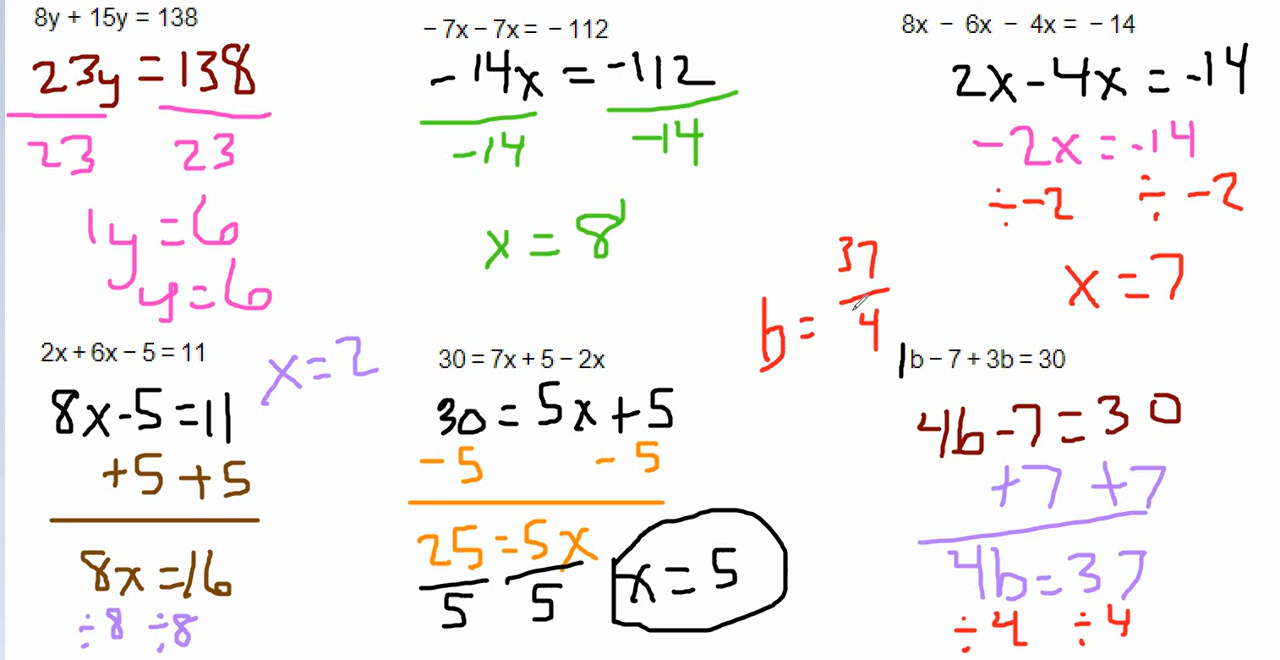 8y + 15y = 138
23y = 138
23 23
1y = 6
y = 6
- 7x - 7x = - 112
-14x = -112
-14 -14
x = 8
8x - 6x - 4x = - 14
2x - 4x = -14
-2x = -14
÷ -2 ÷ -2
x = 7
2x + 6x - 5 = 11
8x - 5 = 11
+5 +5
8x = 16
÷8 ÷8
x = 2
30 = 7x + 5 - 2x
30 = 5x + 5
-5 -5
25 = 5x
5 5
x = 5
1b - 7 + 3b = 30
4b - 7 = 30
+7 +7
4b = 37
÷4 ÷4
b = 37/4